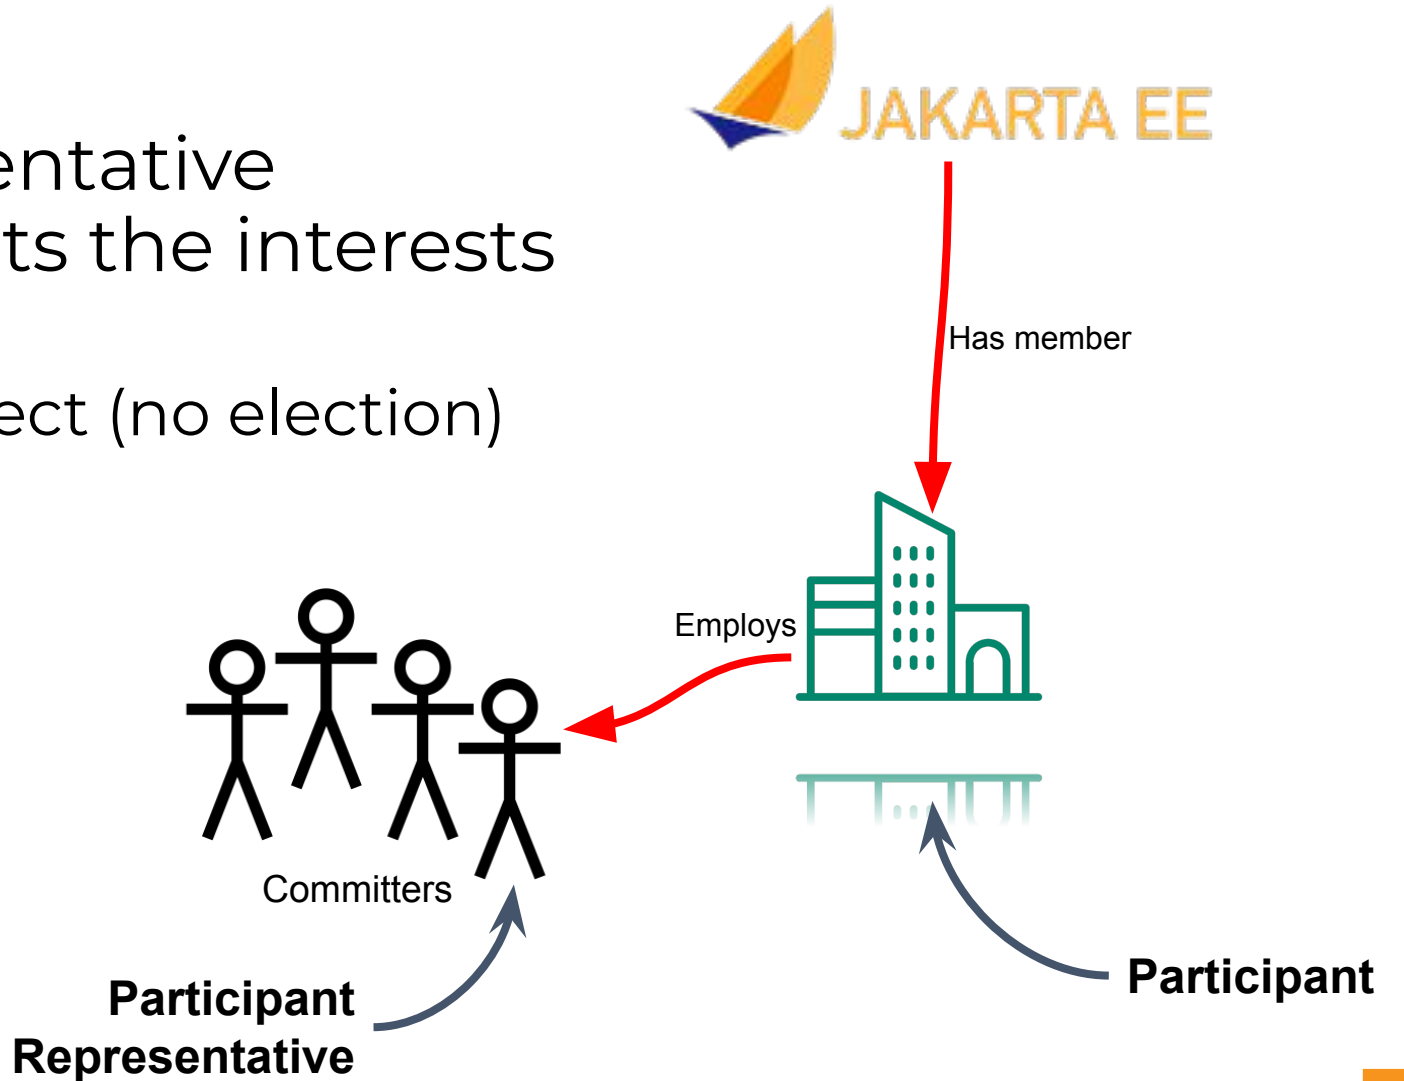 JAKARTA EE
entative
ts the interests
ect (no election)
Has member
Employs
Committers
Participant
Representative
Participant